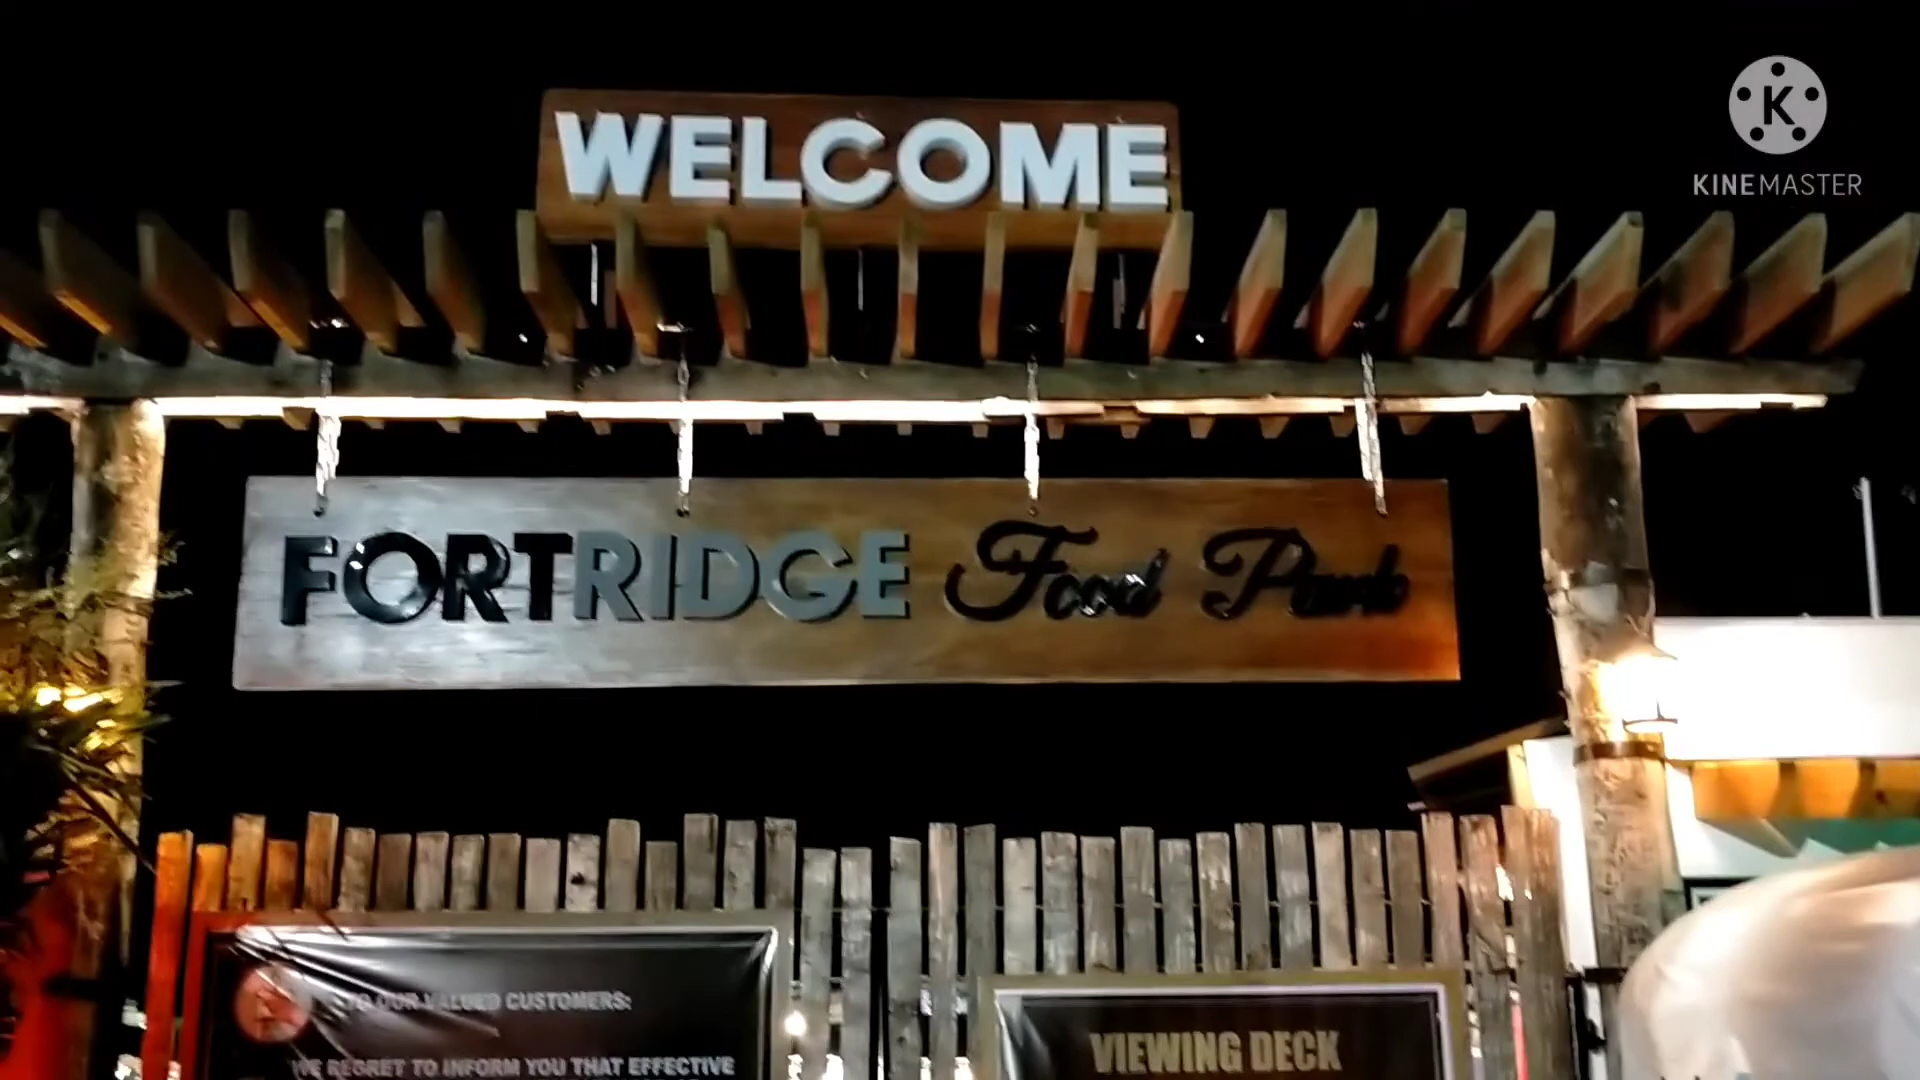 WELCOME
K
KINEMASTER
FORTRIDGE Food Park
TO OUR VALUED CUSTOMERS:
WE REGRET TO INFORM YOU THAT EFFECTIVE
VIEWING DECK